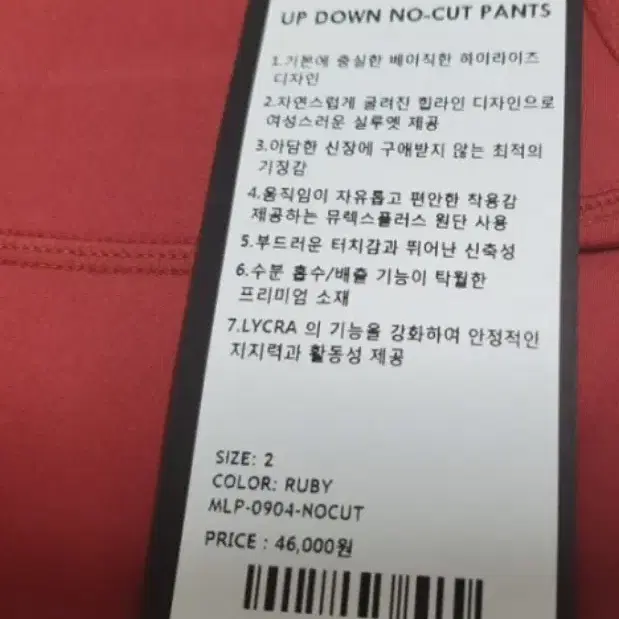 UP DOWN NO-CUT PANTS
1.기본에 충실한 베이직한 하이라이즈
디자인
2.자연스럽게 굴려진 힙라인 디자인으로
여성스러운 실루엣 제공
3.아담한 신장에 구애받지 않는 최적의
기장감
4.움직임이 자유롭고 편안한 착용감
제공하는 뮤렉스플러스 원단 사용
5.부드러운 터치감과 뛰어난 신축성
6.수분 흡수/배출 기능이 탁월한
프리미엄 소재
7.LYCRA 의 기능을 강화하여 안정적인
지지력과 활동성 제공
SIZE: 2
COLOR: RUBY
MLP-0904-NOCUT
PRICE : 46,000원